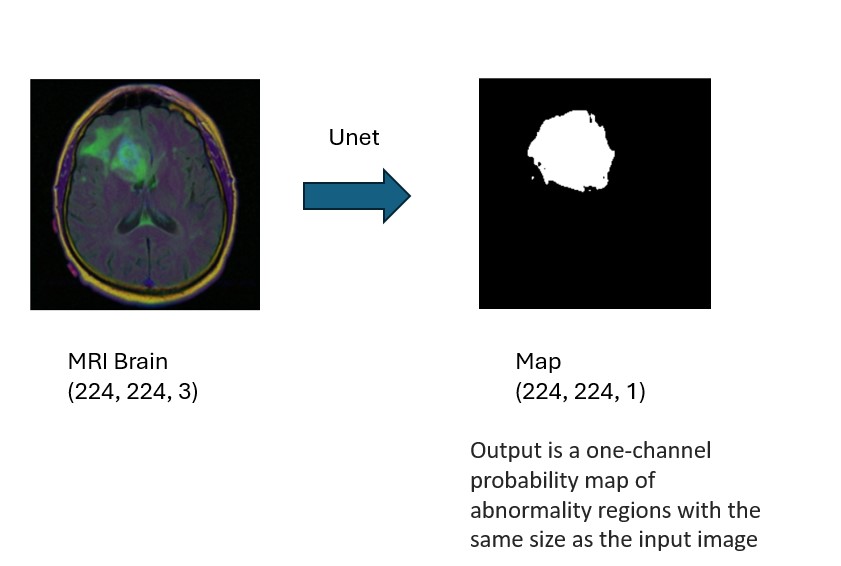 Unet
MRI Brain
(224, 224, 3)
Map
(224, 224, 1)
Output is a one-channel
probability map of
abnormality regions with the
same size as the input image